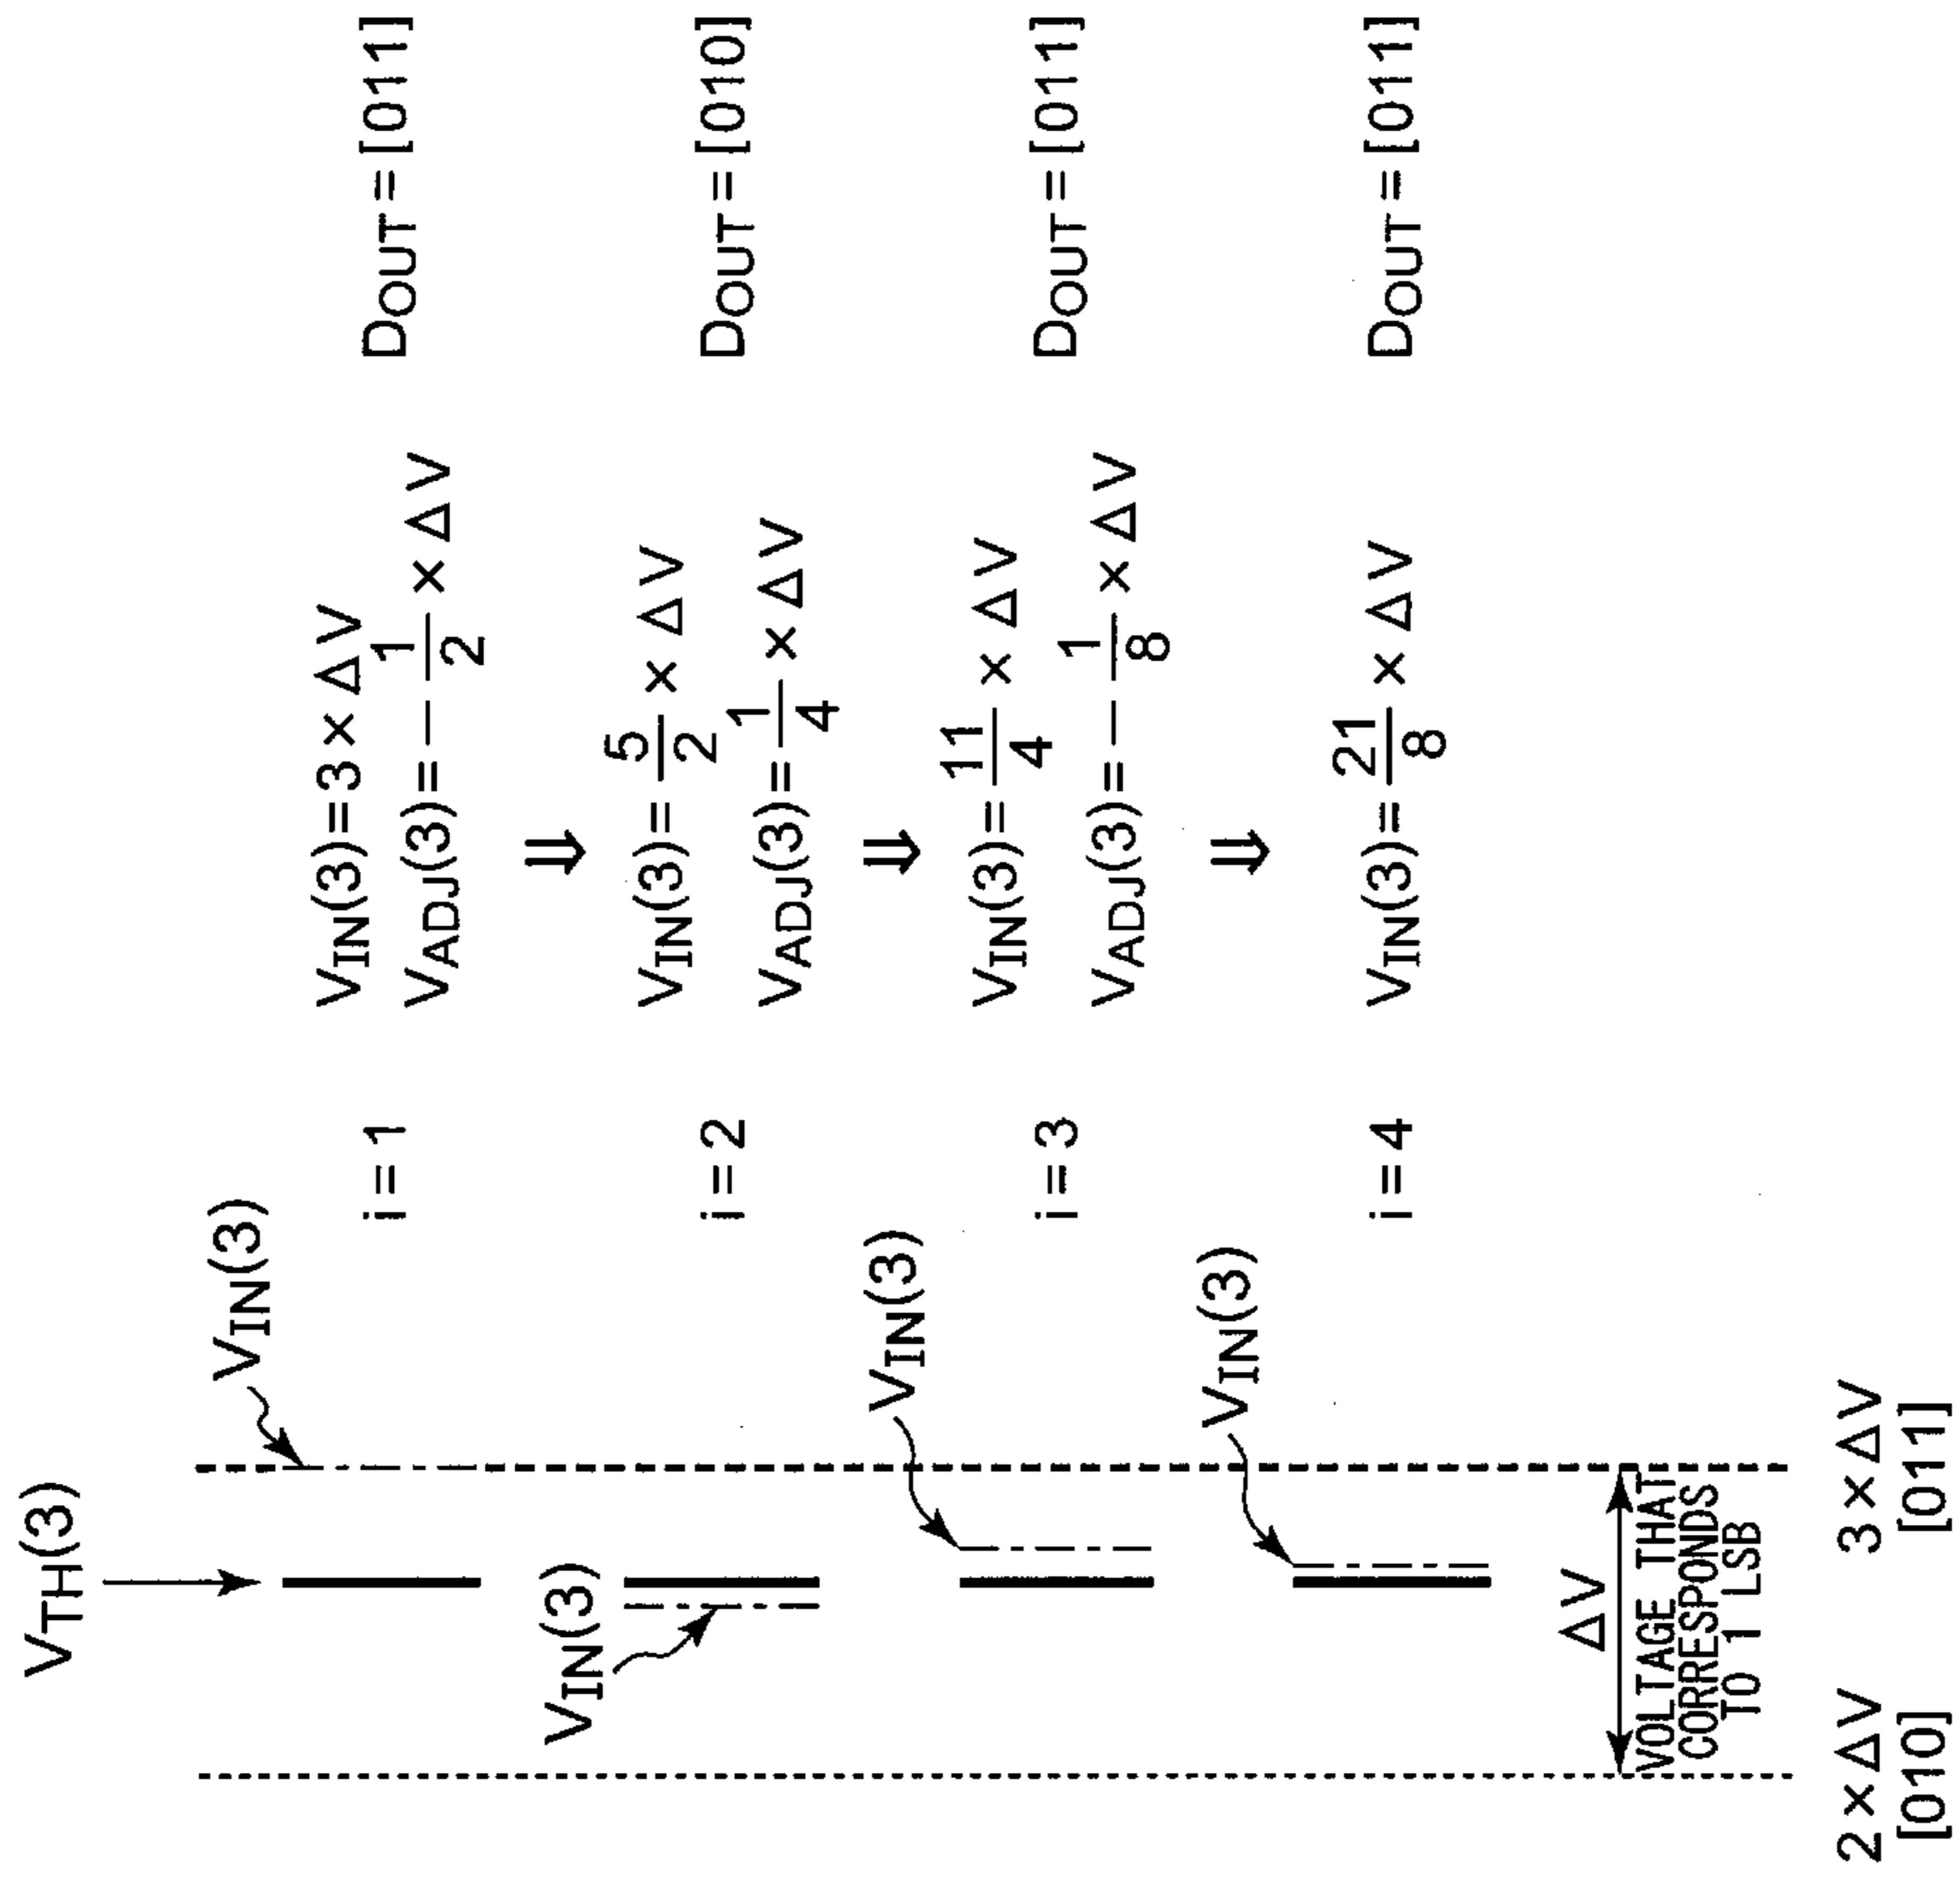 VTH(3)
VIN(3)
i=1
VIN(3)=3×ΔV
VADJ(3)=−1/2×ΔV
DOUT=[011]
⇓
VIN(3)
i=2
VIN(3)=5/2×ΔV
VADJ(3)=1/4×ΔV
DOUT=[010]
⇓
VIN(3)
i=3
VIN(3)=11/4×ΔV
VADJ(3)=−1/8×ΔV
DOUT=[011]
⇓
VIN(3)
i=4
VIN(3)=21/8×ΔV
DOUT=[011]
ΔV
VOLTAGE THAT
CORRESPONDS
TO 1 LSB
2×ΔV 3×ΔV
[010] [011]